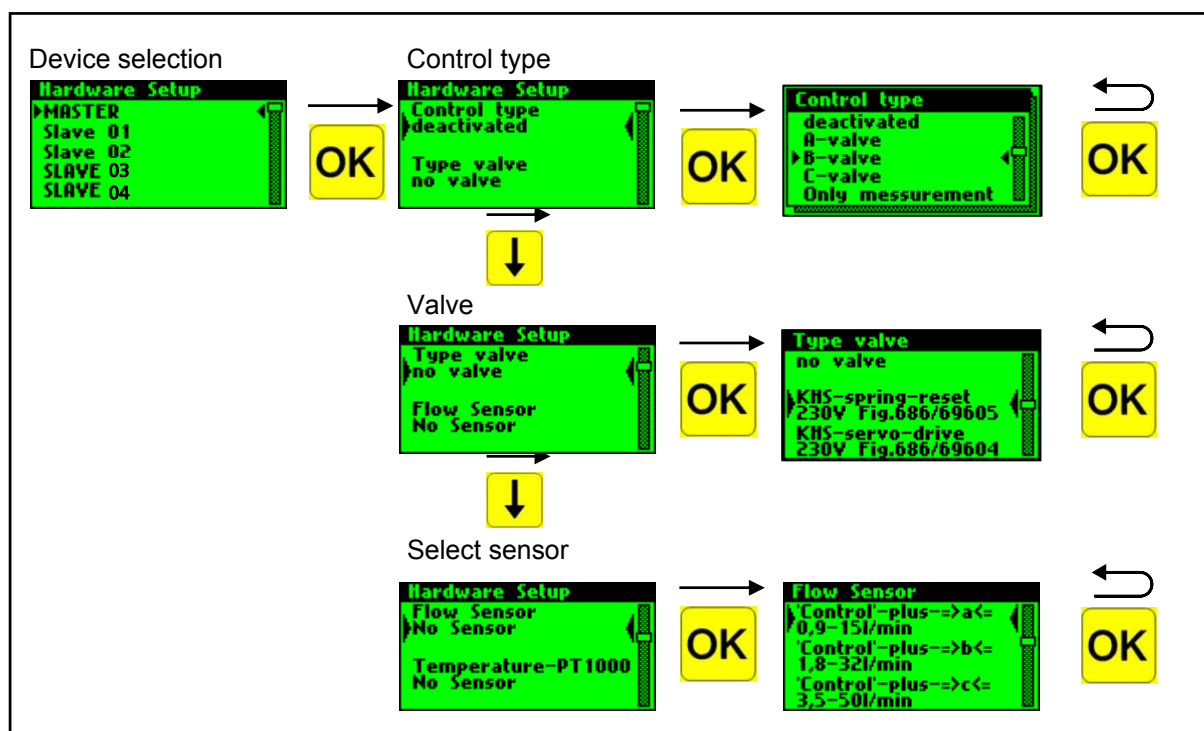 Device selection
Hardware Setup
MASTER
Slave 01
Slave 02
SLAVE 03
SLAVE 04
OK
Control type
Hardware Setup
Control type
deactivated
Type valve
no valve
OK
Control type
deactivated
A-valve
B-valve
C-valve
Only messurement
OK
Valve
Hardware Setup
Type valve
no valve
Flow Sensor
No Sensor
OK
Type valve
no valve
KHS-spring-reset
230V Fig.686/69605
KHS-servo-drive
230V Fig.686/69604
OK
Select sensor
Hardware Setup
Flow Sensor
No Sensor
Temperature-PT1000
No Sensor
OK
Flow Sensor
'Control'-plus-=>a<=
0,9-15l/min
'Control'-plus-=>b<=
1,8-32l/min
'Control'-plus-=>c<=
3,5-50l/min
OK